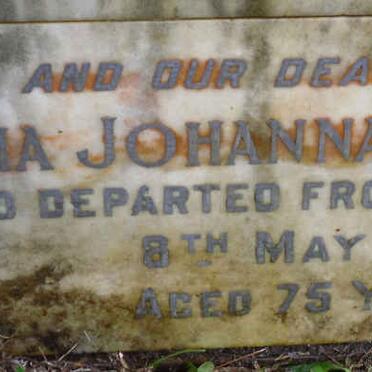 AND OUR DEA
IA JOHANNA
O DEPARTED FRO
8TH MAY
AGED 75 Y